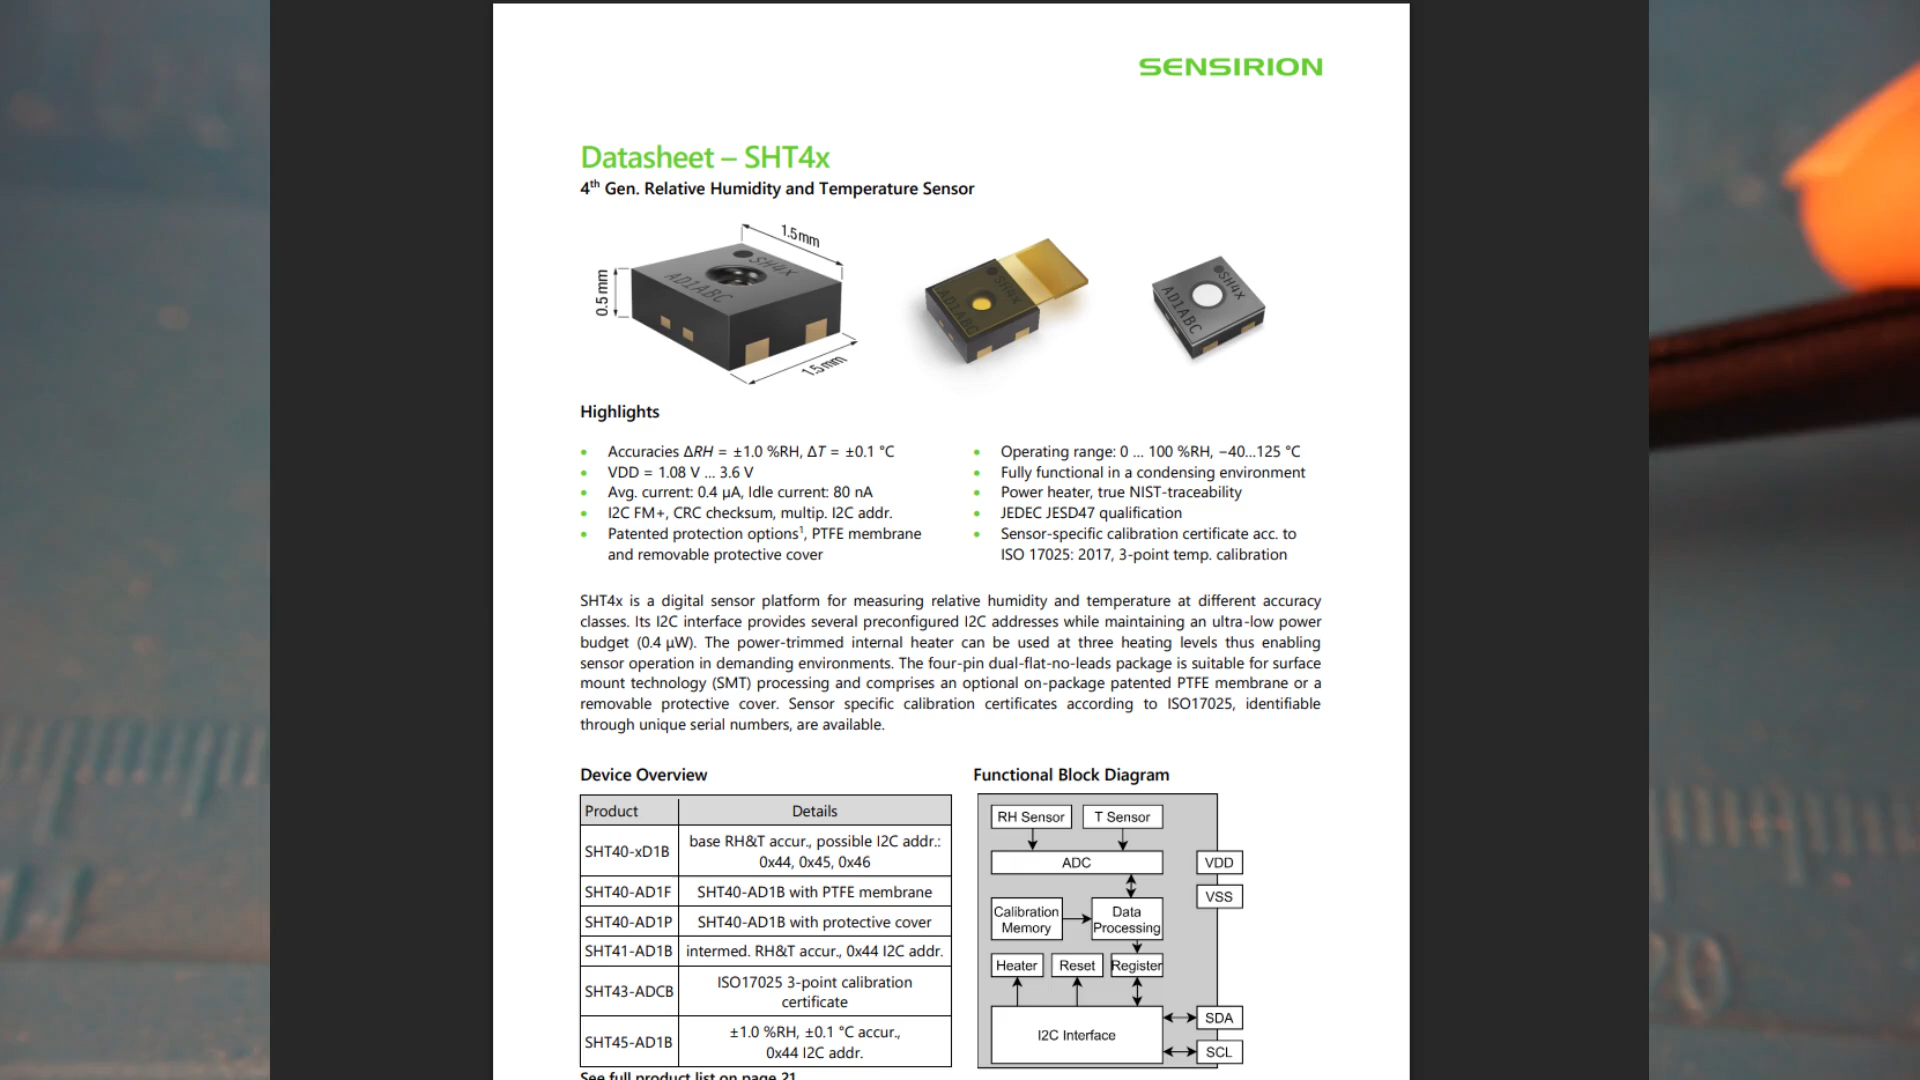 SENSIRION
Datasheet – SHT4x
4th Gen. Relative Humidity and Temperature Sensor
1.5mm
0.5 mm
SH4x
AD1ABC
1.5mm
SH4x
AD1ABC
SH4x
AD1ABC
Highlights
• Accuracies ΔRH = ±1.0 %RH, ΔT = ±0.1 °C
• VDD = 1.08 V ... 3.6 V
• Avg. current: 0.4 μA, Idle current: 80 nA
• I2C FM+, CRC checksum, multip. I2C addr.
• Patented protection options1, PTFE membrane
and removable protective cover
• Operating range: 0 ... 100 %RH, −40...125 °C
• Fully functional in a condensing environment
• Power heater, true NIST-traceability
• JEDEC JESD47 qualification
• Sensor-specific calibration certificate acc. to
ISO 17025: 2017, 3-point temp. calibration
SHT4x is a digital sensor platform for measuring relative humidity and temperature at different accuracy
classes. Its I2C interface provides several preconfigured I2C addresses while maintaining an ultra-low power
budget (0.4 μW). The power-trimmed internal heater can be used at three heating levels thus enabling
sensor operation in demanding environments. The four-pin dual-flat-no-leads package is suitable for surface
mount technology (SMT) processing and comprises an optional on-package patented PTFE membrane or a
removable protective cover. Sensor specific calibration certificates according to ISO17025, identifiable
through unique serial numbers, are available.
Device Overview
Product Details
SHT40-xD1B base RH&T accur., possible I2C addr.:
0x44, 0x45, 0x46
SHT40-AD1F SHT40-AD1B with PTFE membrane
SHT40-AD1P SHT40-AD1B with protective cover
SHT41-AD1B intermed. RH&T accur., 0x44 I2C addr.
SHT43-ADCB ISO17025 3-point calibration
certificate
SHT45-AD1B ±1.0 %RH, ±0.1 °C accur.,
0x44 I2C addr.
See full product list on page 21
Functional Block Diagram
RH Sensor T Sensor
ADC
VDD
VSS
Calibration
Memory
Data
Processing
Heater Reset Register
I2C Interface
SDA
SCL